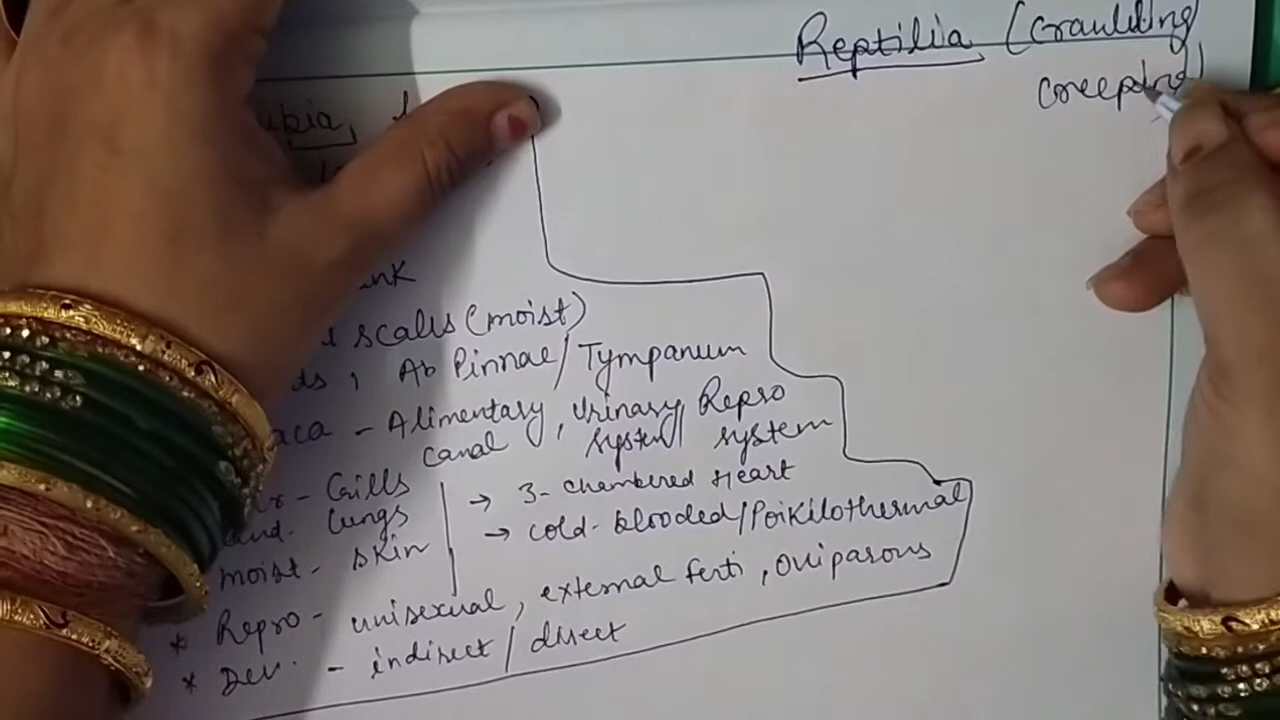 Reptilia (Crawling
creeping)
scales (moist)
Ab Pinnae / Tympanum
- Alimentary canal, Urinary system, Repro system
- Gills
Lungs
moist - skin
→ 3 - chambered Heart
→ cold - blooded / Poikilothermal
* Repro - unisexual, external ferti, Oviparous
* Dev. - indirect / direct